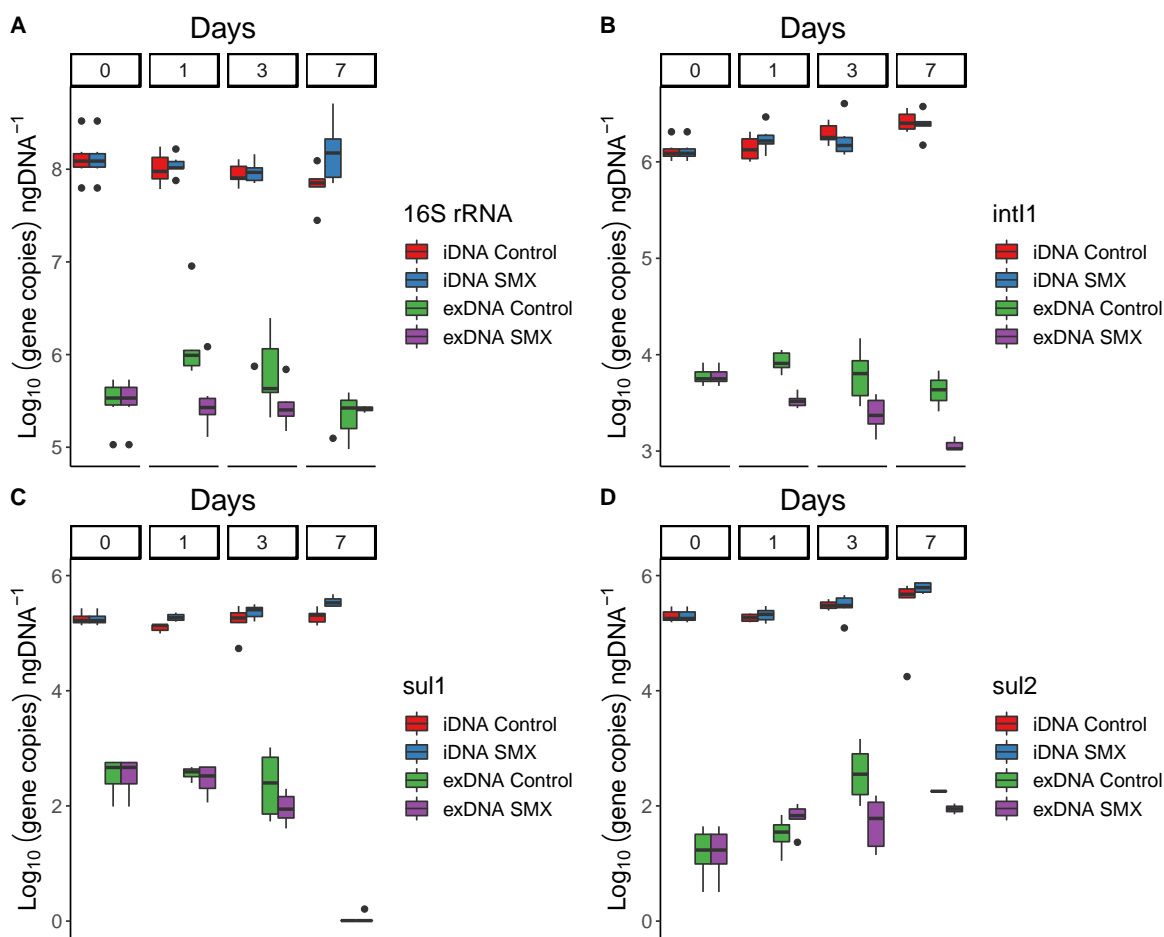 A
Days
0 1 3 7
8
7
6
5
Log₁₀ (gene copies) ngDNA⁻¹
16S rRNA
iDNA Control
iDNA SMX
exDNA Control
exDNA SMX
B
Days
0 1 3 7
6
5
4
3
Log₁₀ (gene copies) ngDNA⁻¹
intI1
iDNA Control
iDNA SMX
exDNA Control
exDNA SMX
C
Days
0 1 3 7
6
4
2
0
Log₁₀ (gene copies) ngDNA⁻¹
sul1
iDNA Control
iDNA SMX
exDNA Control
exDNA SMX
D
Days
0 1 3 7
6
4
2
0
Log₁₀ (gene copies) ngDNA⁻¹
sul2
iDNA Control
iDNA SMX
exDNA Control
exDNA SMX